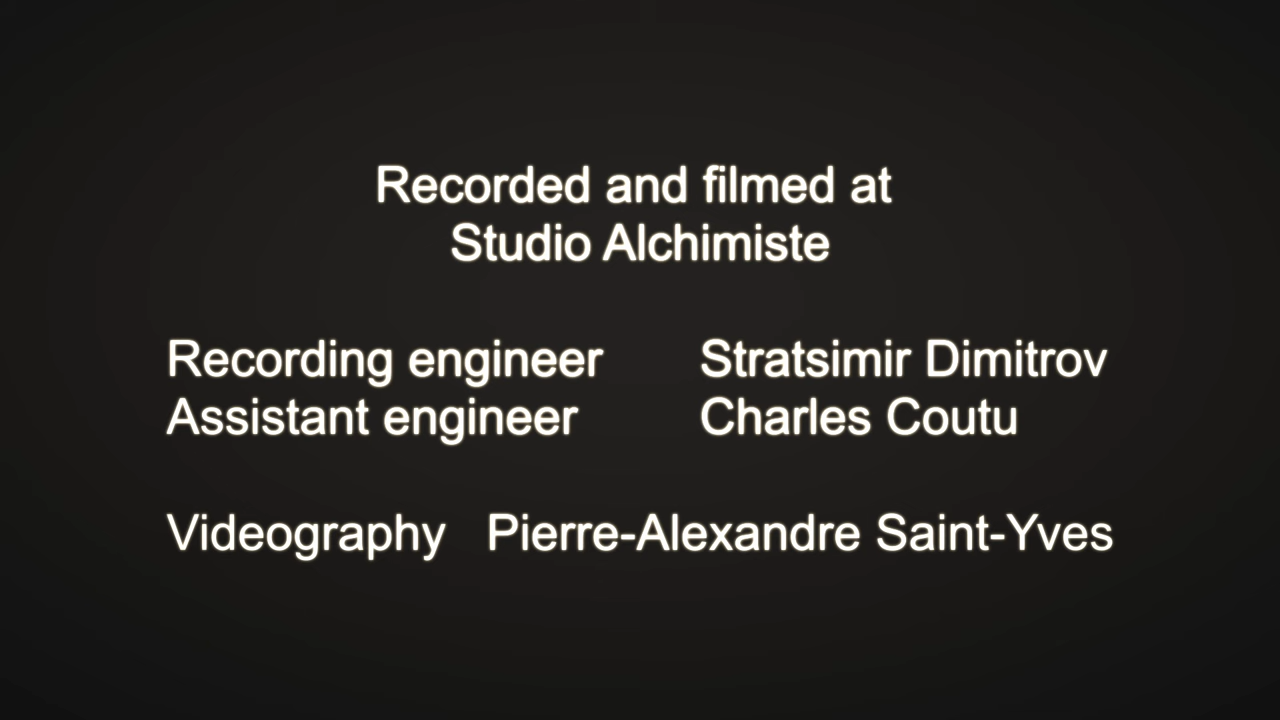 Recorded and filmed at
Studio Alchimiste
Recording engineer Stratsimir Dimitrov
Assistant engineer Charles Coutu
Videography Pierre-Alexandre Saint-Yves